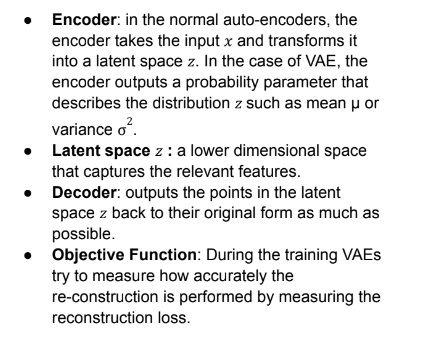 ● Encoder: in the normal auto-encoders, the
encoder takes the input x and transforms it
into a latent space z. In the case of VAE, the
encoder outputs a probability parameter that
describes the distribution z such as mean μ or
variance σ².
● Latent space z : a lower dimensional space
that captures the relevant features.
● Decoder: outputs the points in the latent
space z back to their original form as much as
possible.
● Objective Function: During the training VAEs
try to measure how accurately the
re-construction is performed by measuring the
reconstruction loss.